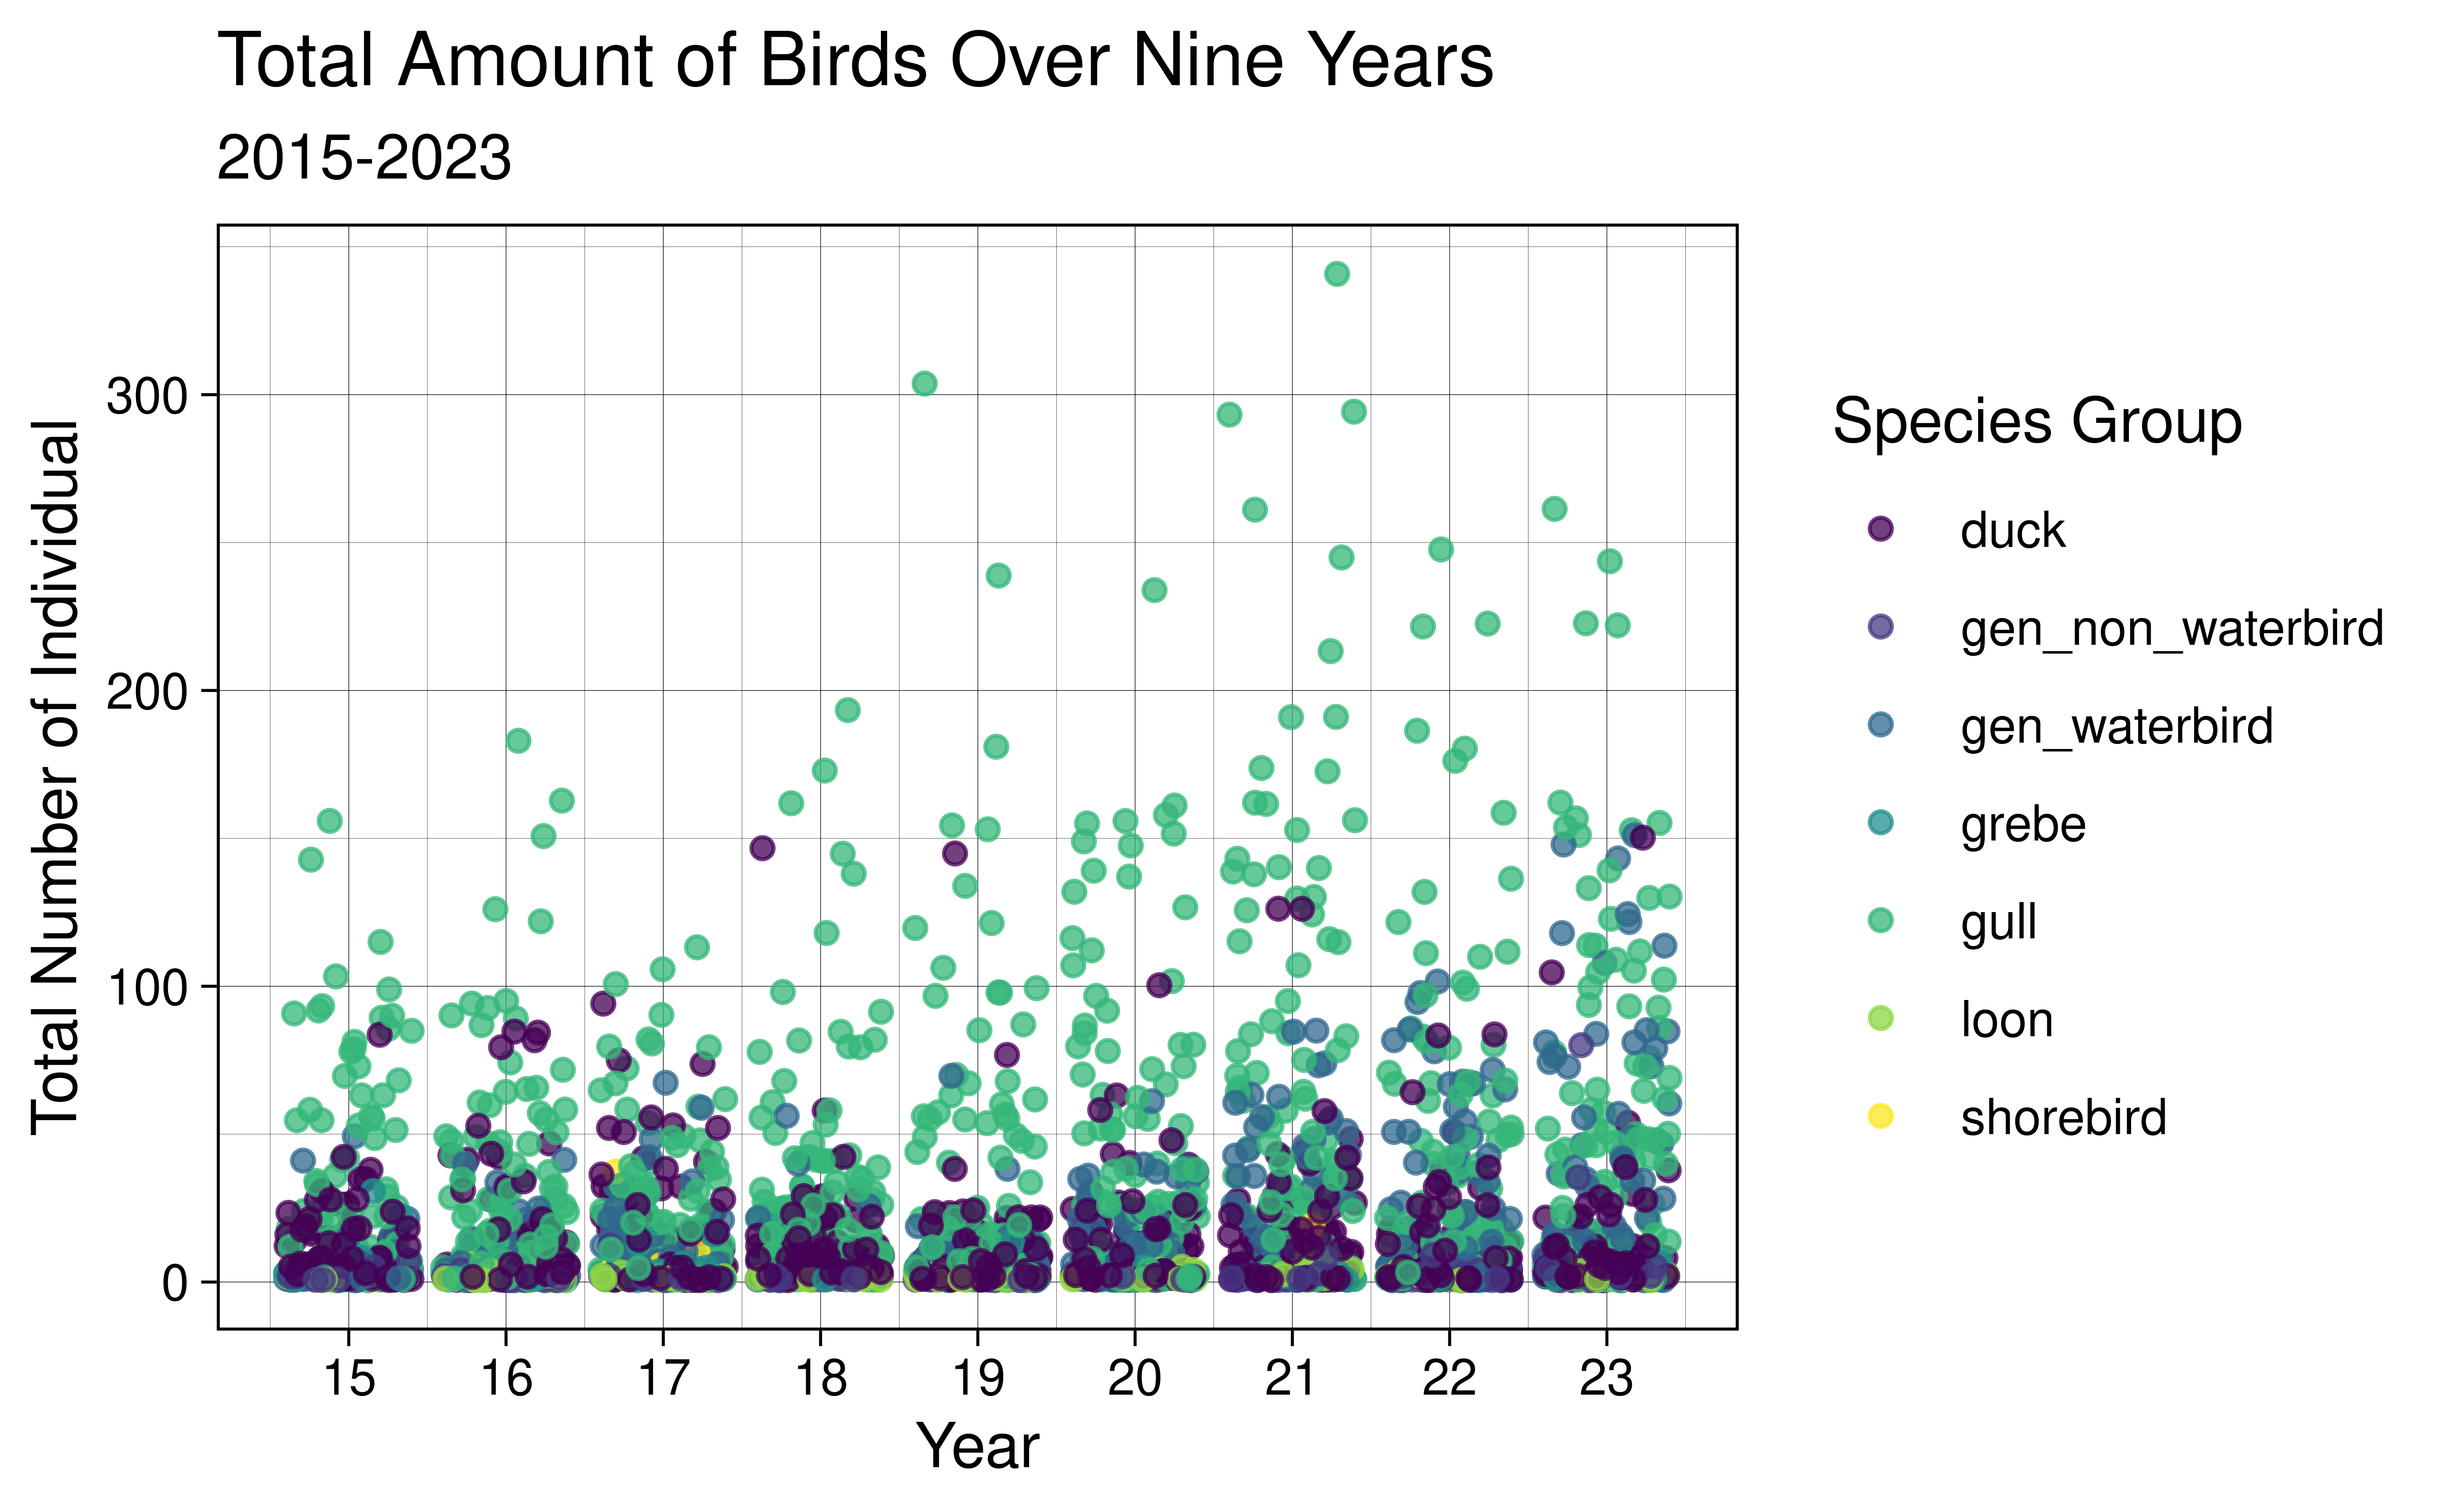 Total Amount of Birds Over Nine Years
2015-2023
Total Number of Individual
300
200
100
0
15 16 17 18 19 20 21 22 23
Year
Species Group
duck
gen_non_waterbird
gen_waterbird
grebe
gull
loon
shorebird